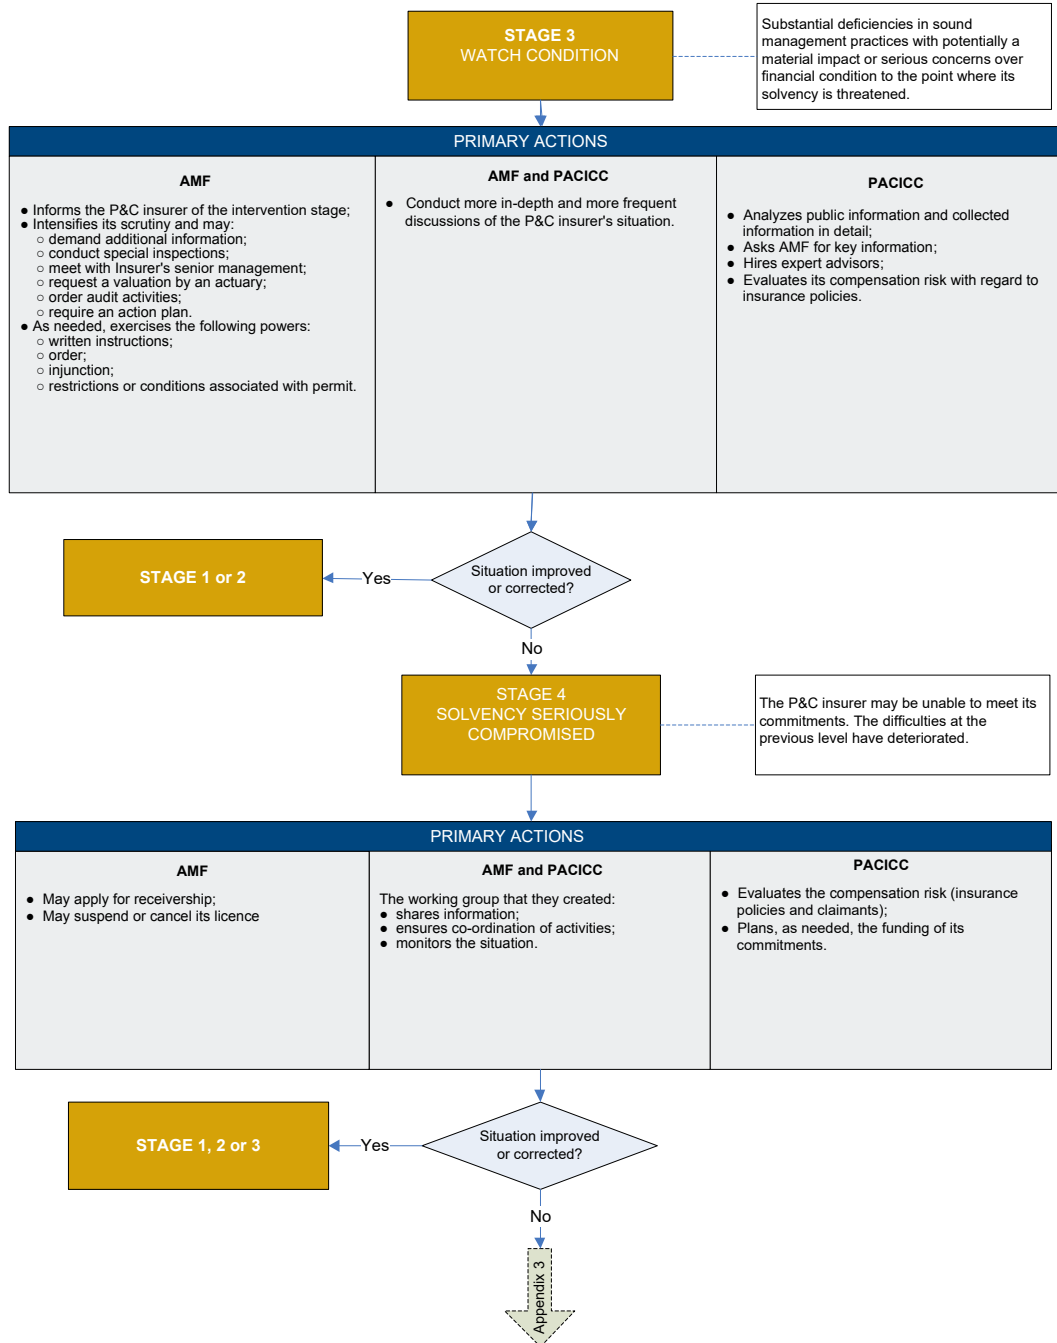 STAGE 3
WATCH CONDITION
Substantial deficiencies in sound
management practices with potentially a
material impact or serious concerns over
financial condition to the point where its
solvency is threatened.
PRIMARY ACTIONS
AMF
● Informs the P&C insurer of the intervention stage;
● Intensifies its scrutiny and may:
○ demand additional information;
○ conduct special inspections;
○ meet with Insurer's senior management;
○ request a valuation by an actuary;
○ order audit activities;
○ require an action plan.
● As needed, exercises the following powers:
○ written instructions;
○ order;
○ injunction;
○ restrictions or conditions associated with permit.
AMF and PACICC
● Conduct more in-depth and more frequent
discussions of the P&C insurer's situation.
PACICC
● Analyzes public information and collected
information in detail;
● Asks AMF for key information;
● Hires expert advisors;
● Evaluates its compensation risk with regard to
insurance policies.
Situation improved
or corrected?
Yes
STAGE 1 or 2
No
STAGE 4
SOLVENCY SERIOUSLY
COMPROMISED
The P&C insurer may be unable to meet its
commitments. The difficulties at the
previous level have deteriorated.
PRIMARY ACTIONS
AMF
● May apply for receivership;
● May suspend or cancel its licence
AMF and PACICC
The working group that they created:
● shares information;
● ensures co-ordination of activities;
● monitors the situation.
PACICC
● Evaluates the compensation risk (insurance
policies and claimants);
● Plans, as needed, the funding of its
commitments.
Situation improved
or corrected?
Yes
STAGE 1, 2 or 3
No
Appendix 3